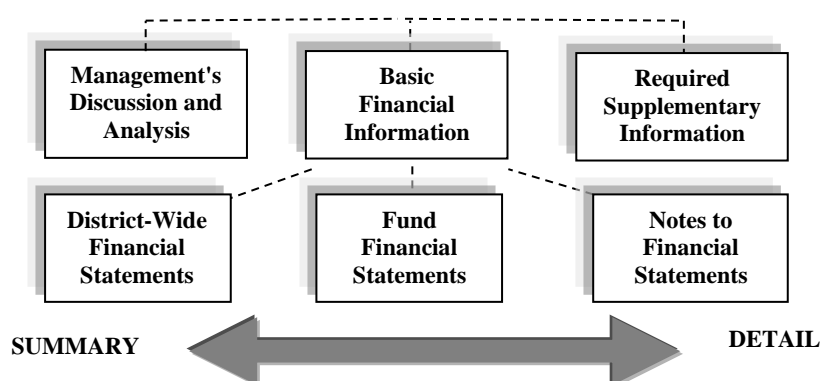 Management's
Discussion and
Analysis
Basic
Financial
Information
Required
Supplementary
Information
District-Wide
Financial
Statements
Fund
Financial
Statements
Notes to
Financial
Statements
SUMMARY
DETAIL